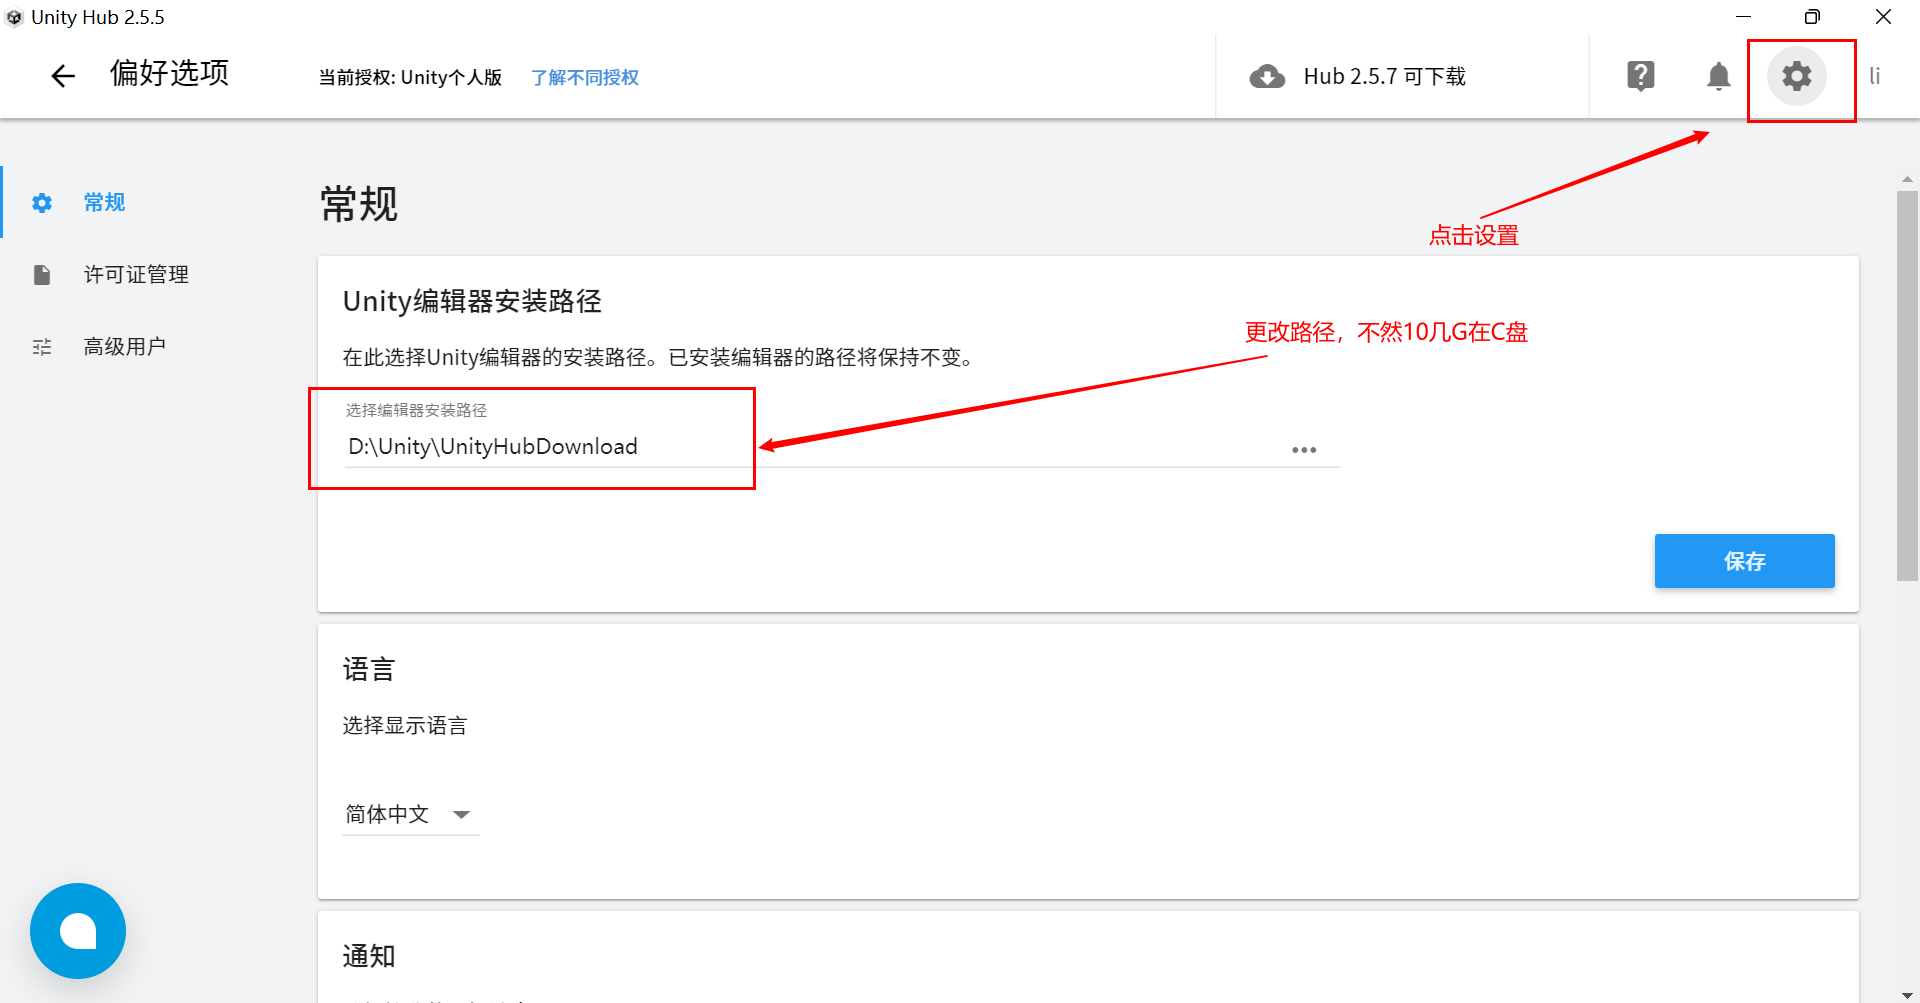 Unity Hub 2.5.5
偏好选项
当前授权: Unity个人版 了解不同授权
Hub 2.5.7 可下载
li
常规
许可证管理
高级用户
常规
点击设置
Unity编辑器安装路径
更改路径，不然10几G在C盘
在此选择Unity编辑器的安装路径。已安装编辑器的路径将保持不变。
选择编辑器安装路径
D:\Unity\UnityHubDownload
保存
语言
选择显示语言
简体中文
通知